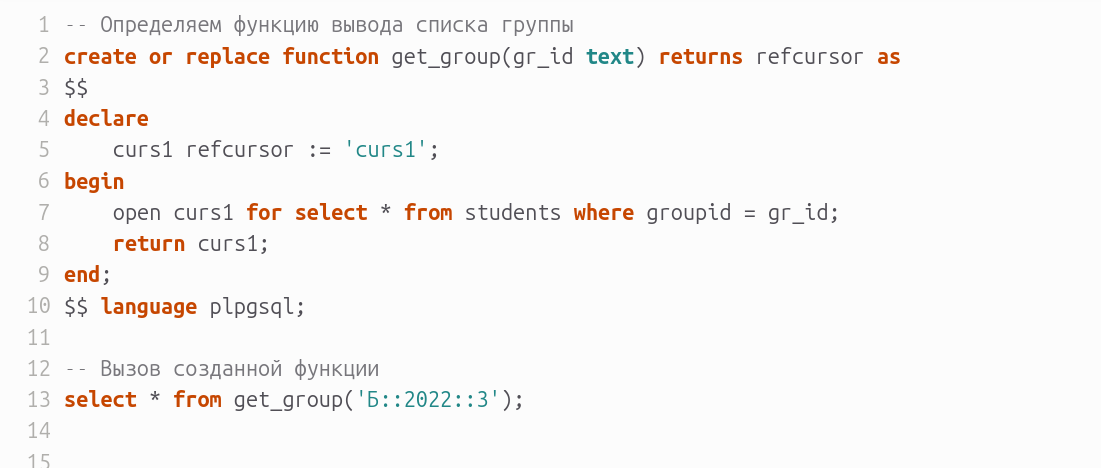 1 -- Определяем функцию вывода списка группы
2 create or replace function get_group(gr_id text) returns refcursor as
3 $$
4 declare
5     curs1 refcursor := 'curs1';
6 begin
7     open curs1 for select * from students where groupid = gr_id;
8     return curs1;
9 end;
10 $$ language plpgsql;
11
12 -- Вызов созданной функции
13 select * from get_group('Б::2022::3');
14
15